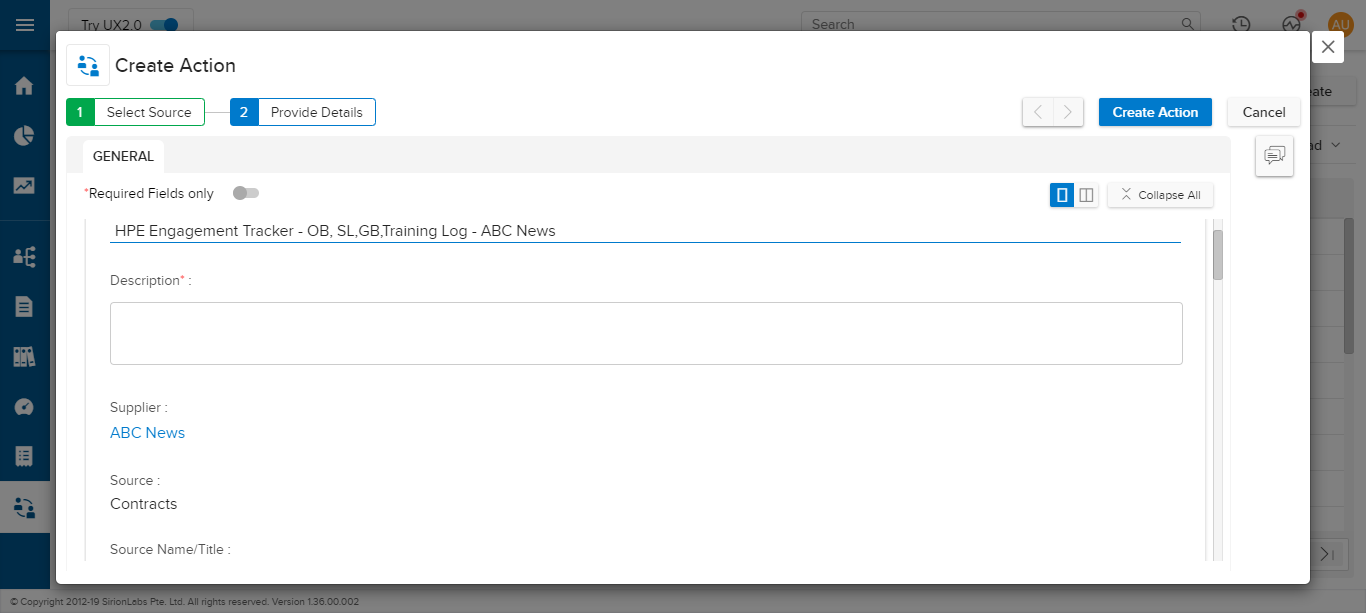 Try UX2.0
Search
AU
Create Action
1 Select Source
2 Provide Details
Create Action
Cancel
GENERAL
*Required Fields only
Collapse All
HPE Engagement Tracker - OB, SL,GB,Training Log - ABC News
Description* :
Supplier :
ABC News
Source :
Contracts
Source Name/Title :
© Copyright 2012-19 SirionLabs Pte. Ltd. All rights reserved. Version 1.36.00.002